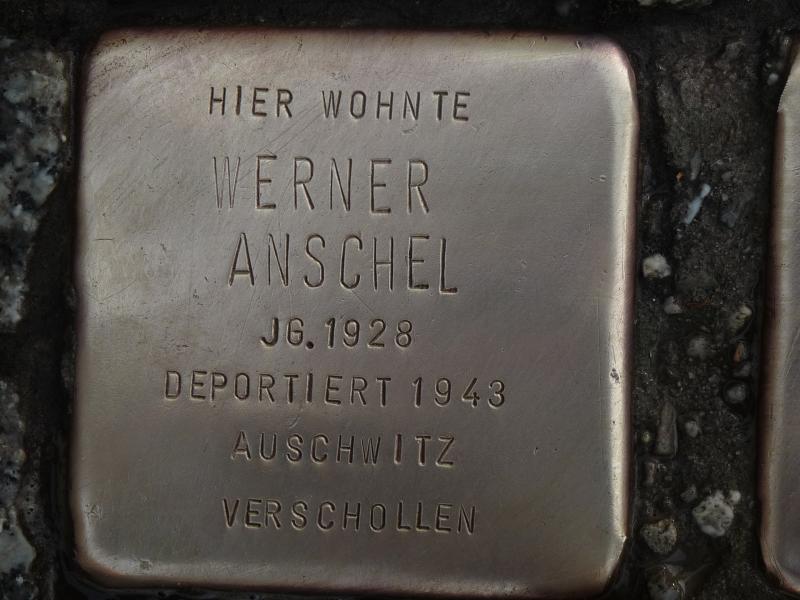 HIER WOHNTE
WERNER
ANSCHEL
JG.1928
DEPORTIERT 1943
AUSCHWITZ
VERSCHOLLEN